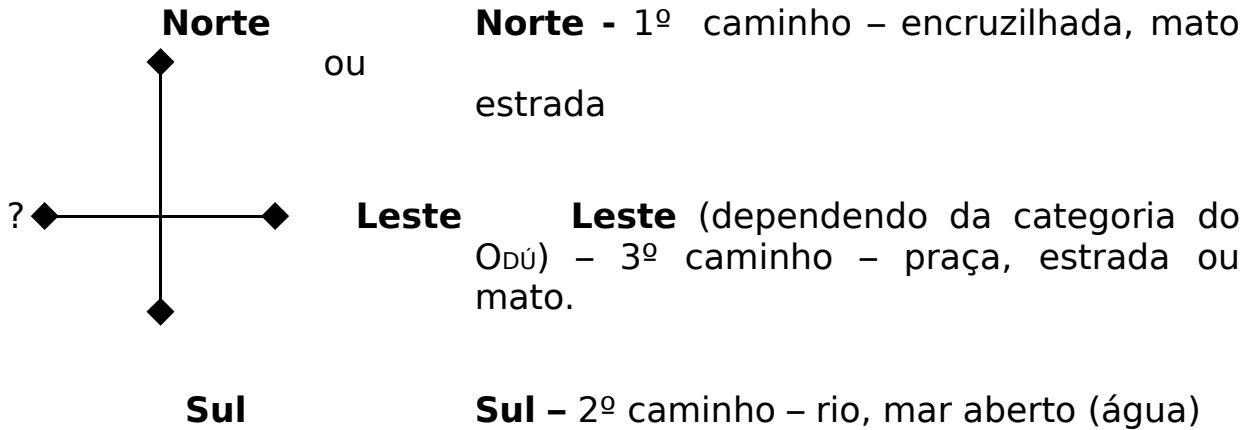 Norte Norte - 1º caminho – encruzilhada, mato
ou
estrada
? Leste Leste (dependendo da categoria do
Odú) – 3º caminho – praça, estrada ou
mato.
Sul Sul – 2º caminho – rio, mar aberto (água)